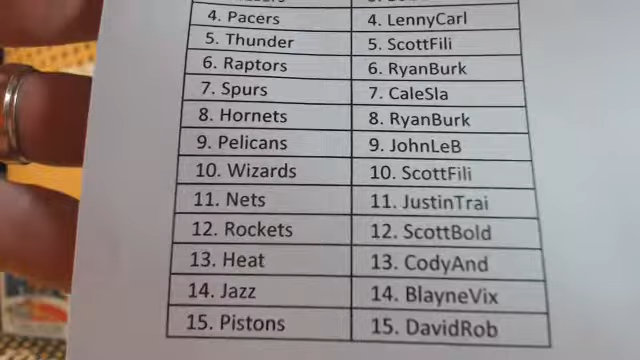 4. Pacers 4. LennyCarl
5. Thunder 5. ScottFili
6. Raptors 6. RyanBurk
7. Spurs 7. CaleSla
8. Hornets 8. RyanBurk
9. Pelicans 9. JohnLeB
10. Wizards 10. ScottFili
11. Nets 11. JustinTrai
12. Rockets 12. ScottBold
13. Heat 13. CodyAnd
14. Jazz 14. BlayneVix
15. Pistons 15. DavidRob